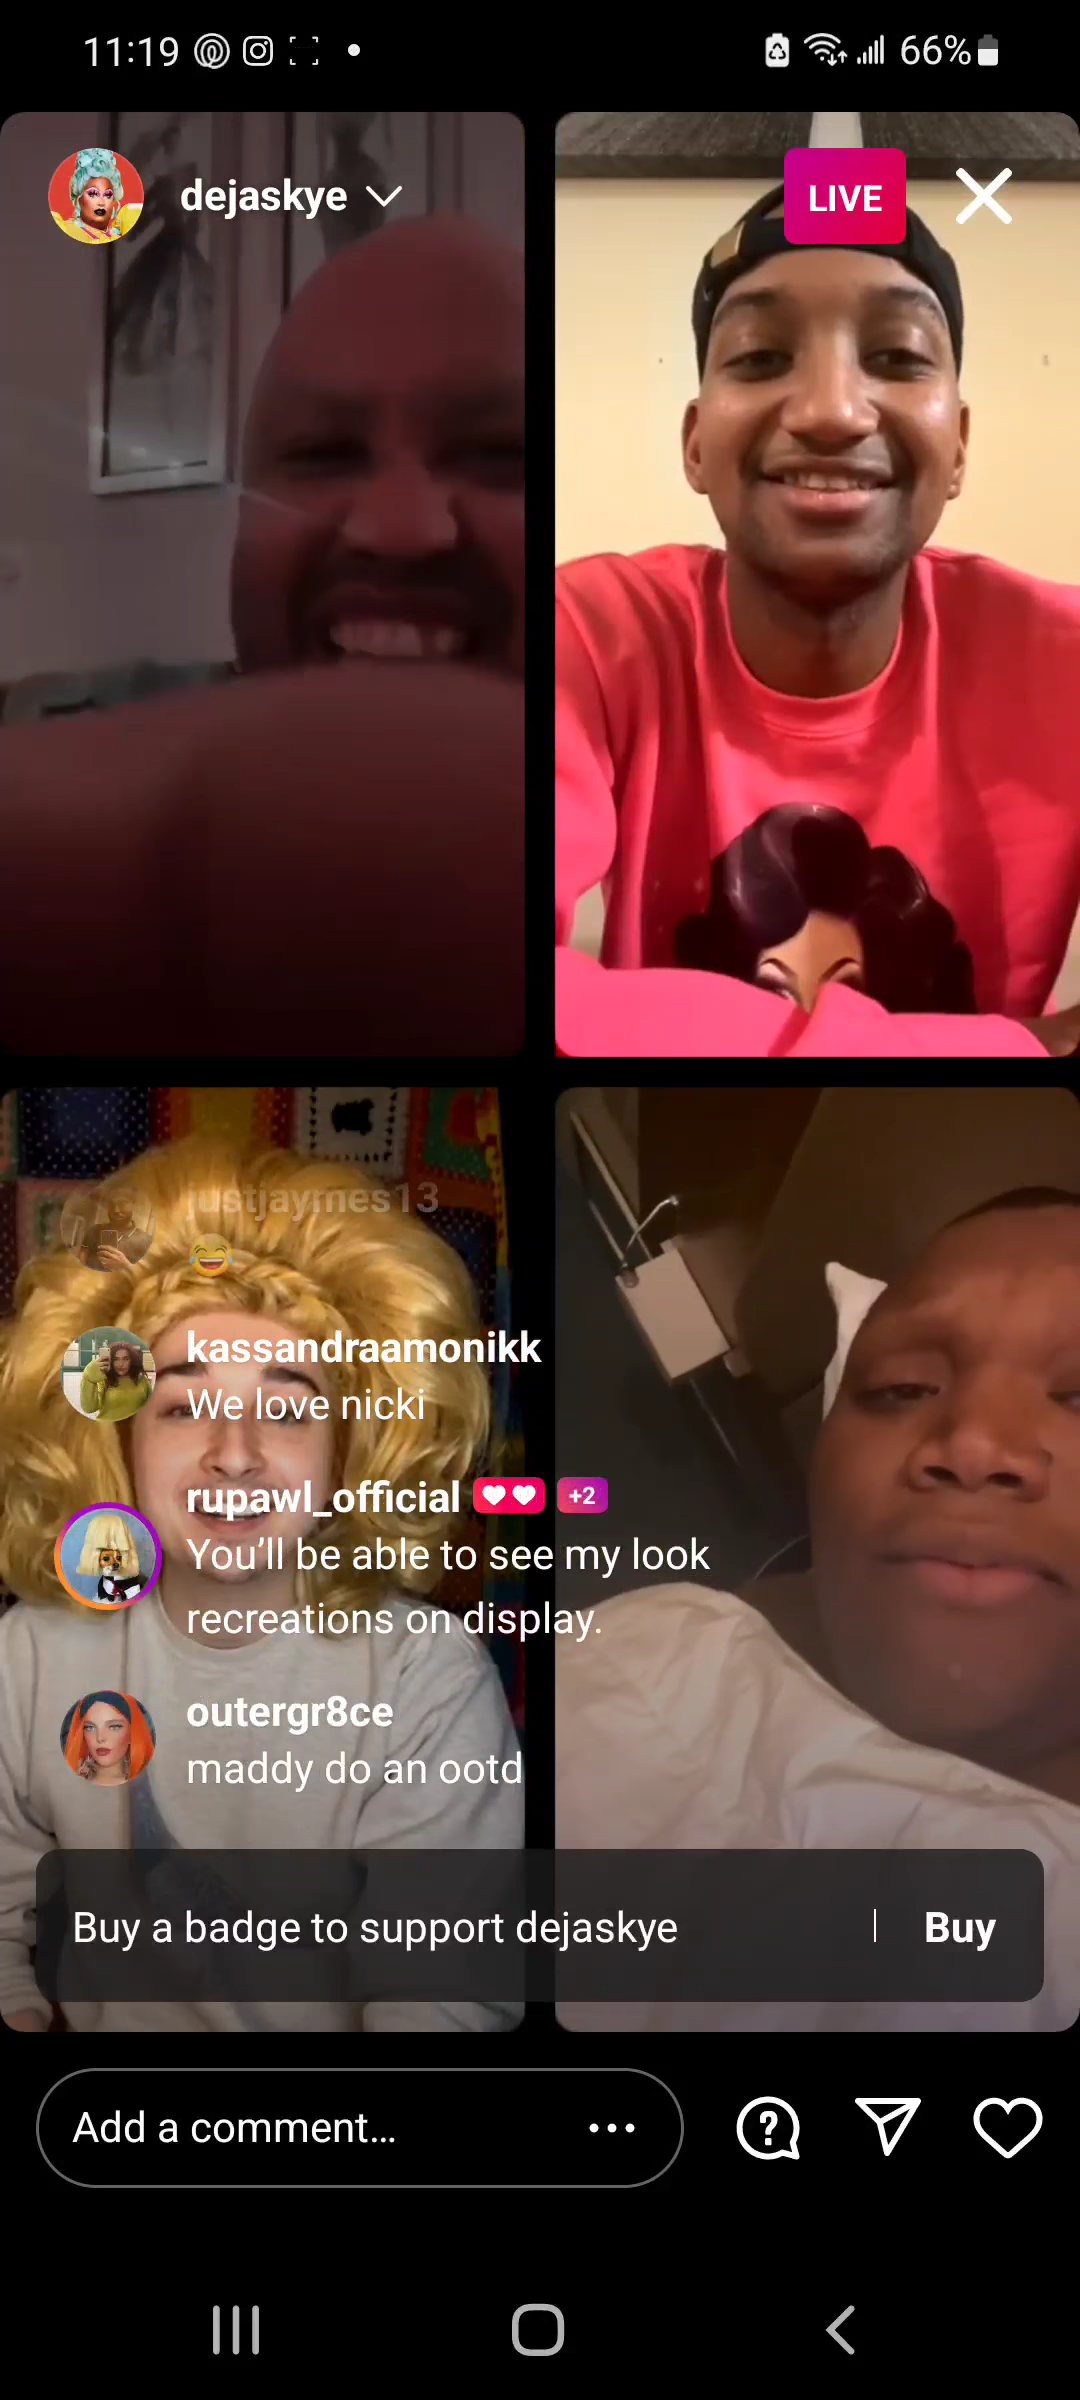 11:19
66%
dejaskye
LIVE
justjaymes13
😂
kassandraamonikk
We love nicki
rupawl_official +2
You'll be able to see my look
recreations on display.
outergr8ce
maddy do an ootd
Buy a badge to support dejaskye | Buy
Add a comment...